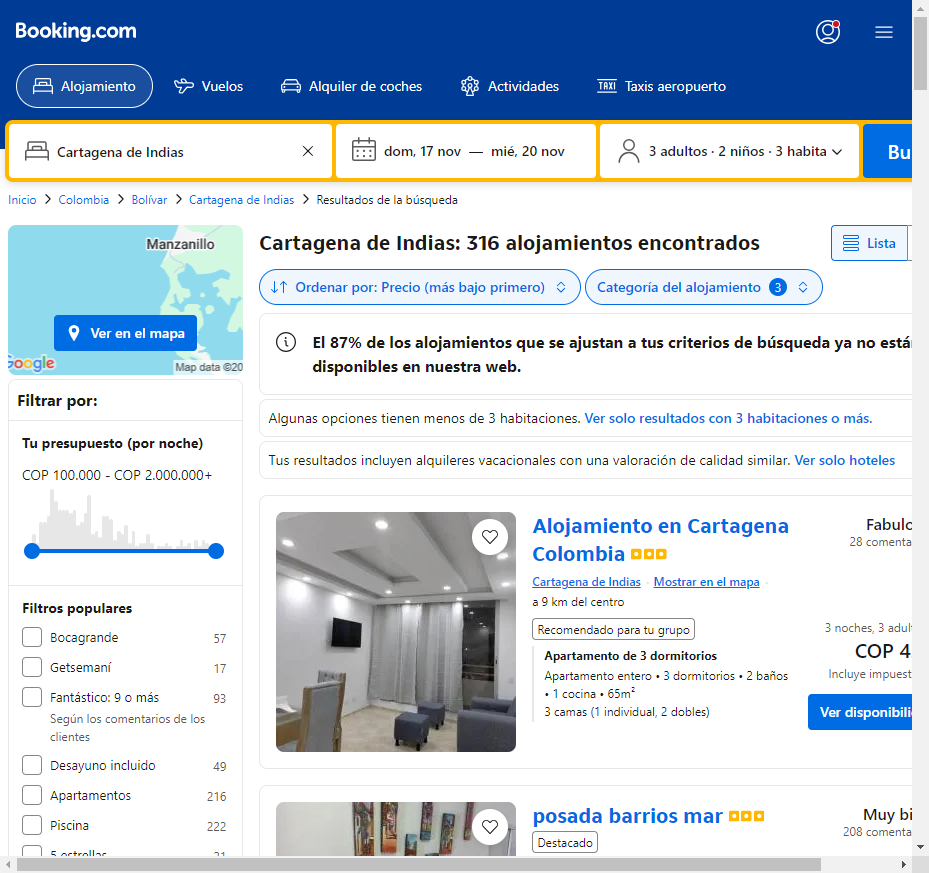 Booking.com
Alojamiento
Vuelos
Alquiler de coches
Actividades
TAXI Taxis aeropuerto
Cartagena de Indias
dom, 17 nov — mié, 20 nov
3 adultos · 2 niños · 3 habita
Bu
Inicio > Colombia > Bolívar > Cartagena de Indias > Resultados de la búsqueda
Manzanillo
Ver en el mapa
Google
Map data ©20
Cartagena de Indias: 316 alojamientos encontrados
Lista
Ordenar por: Precio (más bajo primero)
Categoría del alojamiento 3
El 87% de los alojamientos que se ajustan a tus criterios de búsqueda ya no está
disponibles en nuestra web.
Algunas opciones tienen menos de 3 habitaciones. Ver solo resultados con 3 habitaciones o más.
Tus resultados incluyen alquileres vacacionales con una valoración de calidad similar. Ver solo hoteles
Filtrar por:
Tu presupuesto (por noche)
COP 100.000 - COP 2.000.000+
Filtros populares
Bocagrande 57
Getsemaní 17
Fantástico: 9 o más 93
Según los comentarios de los
clientes
Desayuno incluido 49
Apartamentos 216
Piscina 222
5 estrellas 21
Alojamiento en Cartagena
Colombia
Fabulo
28 comenta
Cartagena de Indias · Mostrar en el mapa ·
a 9 km del centro
Recomendado para tu grupo
Apartamento de 3 dormitorios
Apartamento entero • 3 dormitorios • 2 baños
• 1 cocina • 65m²
3 camas (1 individual, 2 dobles)
3 noches, 3 adult
COP 4
Incluye impuest
Ver disponibili
posada barrios mar
Destacado
Muy bi
208 comenta